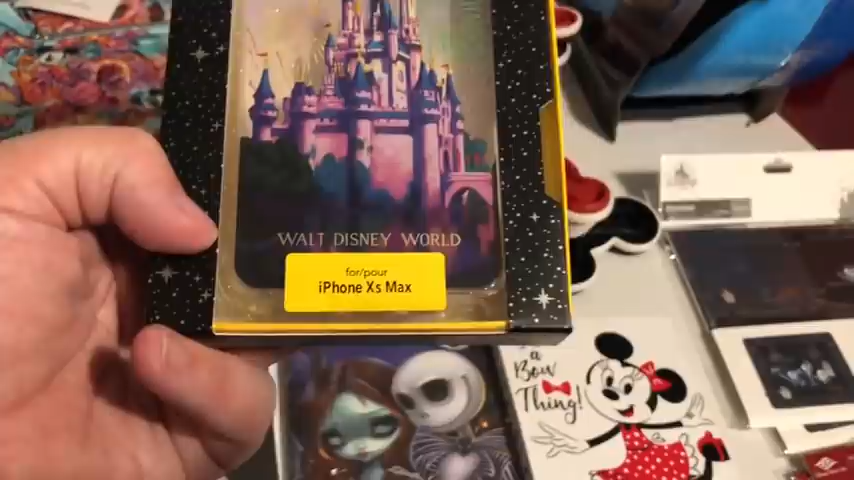 WALT DISNEY WORLD
for/pour
iPhone Xs Max
a
Bow
Thing!